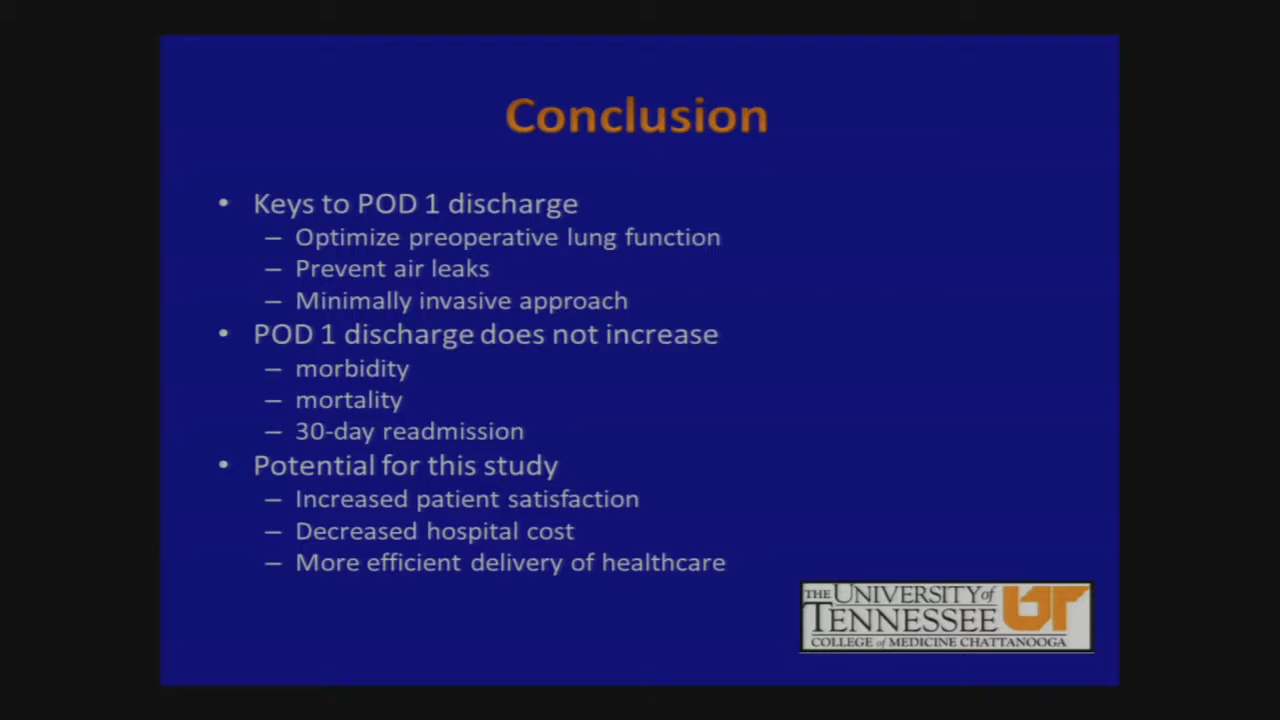 Conclusion
• Keys to POD 1 discharge
– Optimize preoperative lung function
– Prevent air leaks
– Minimally invasive approach
• POD 1 discharge does not increase
– morbidity
– mortality
– 30-day readmission
• Potential for this study
– Increased patient satisfaction
– Decreased hospital cost
– More efficient delivery of healthcare
THE UNIVERSITY of
TENNESSEE UT
COLLEGE of MEDICINE CHATTANOOGA